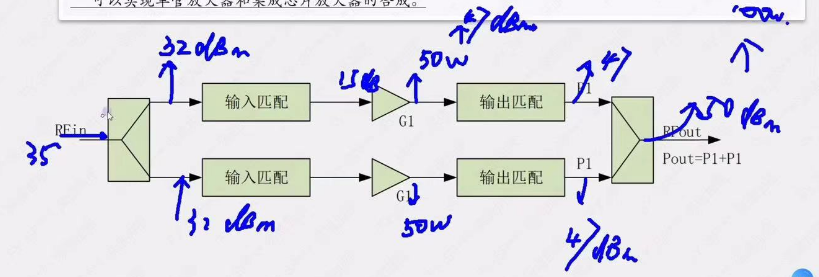 可以实现单管放大器和集成芯片放大器的合成。
100w.
32dBm
47dBm
50w
15dB
47
输入匹配
G1
输出匹配
P1
50dBm
RFin
35
RFout
Pout=P1+P1
输入匹配
G1
输出匹配
P1
32 dBm
50w
47dBm